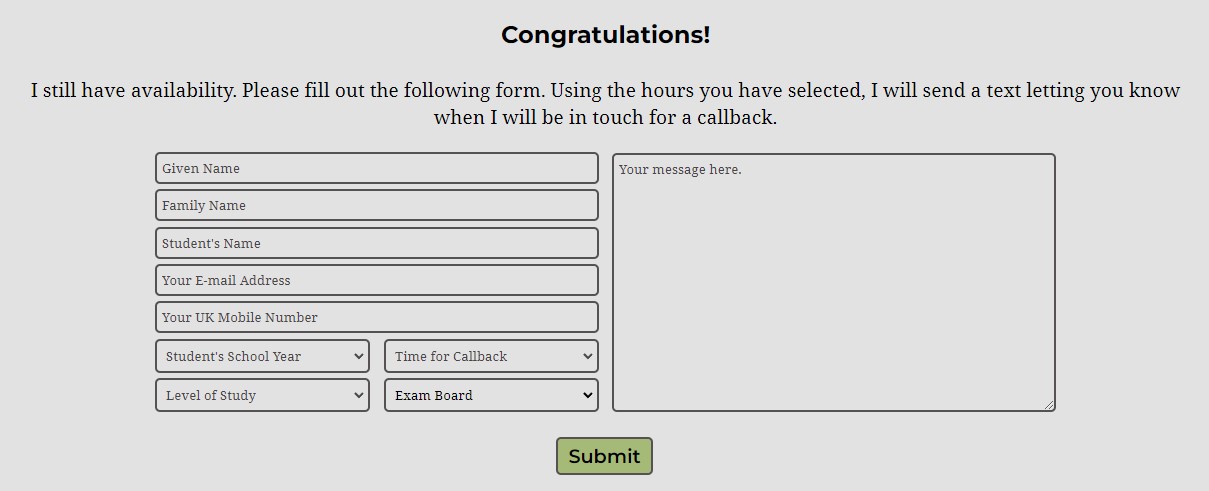 Congratulations!
I still have availability. Please fill out the following form. Using the hours you have selected, I will send a text letting you know
when I will be in touch for a callback.
Given Name
Family Name
Student's Name
Your E-mail Address
Your UK Mobile Number
Student's School Year
Time for Callback
Level of Study
Exam Board
Your message here.
Submit